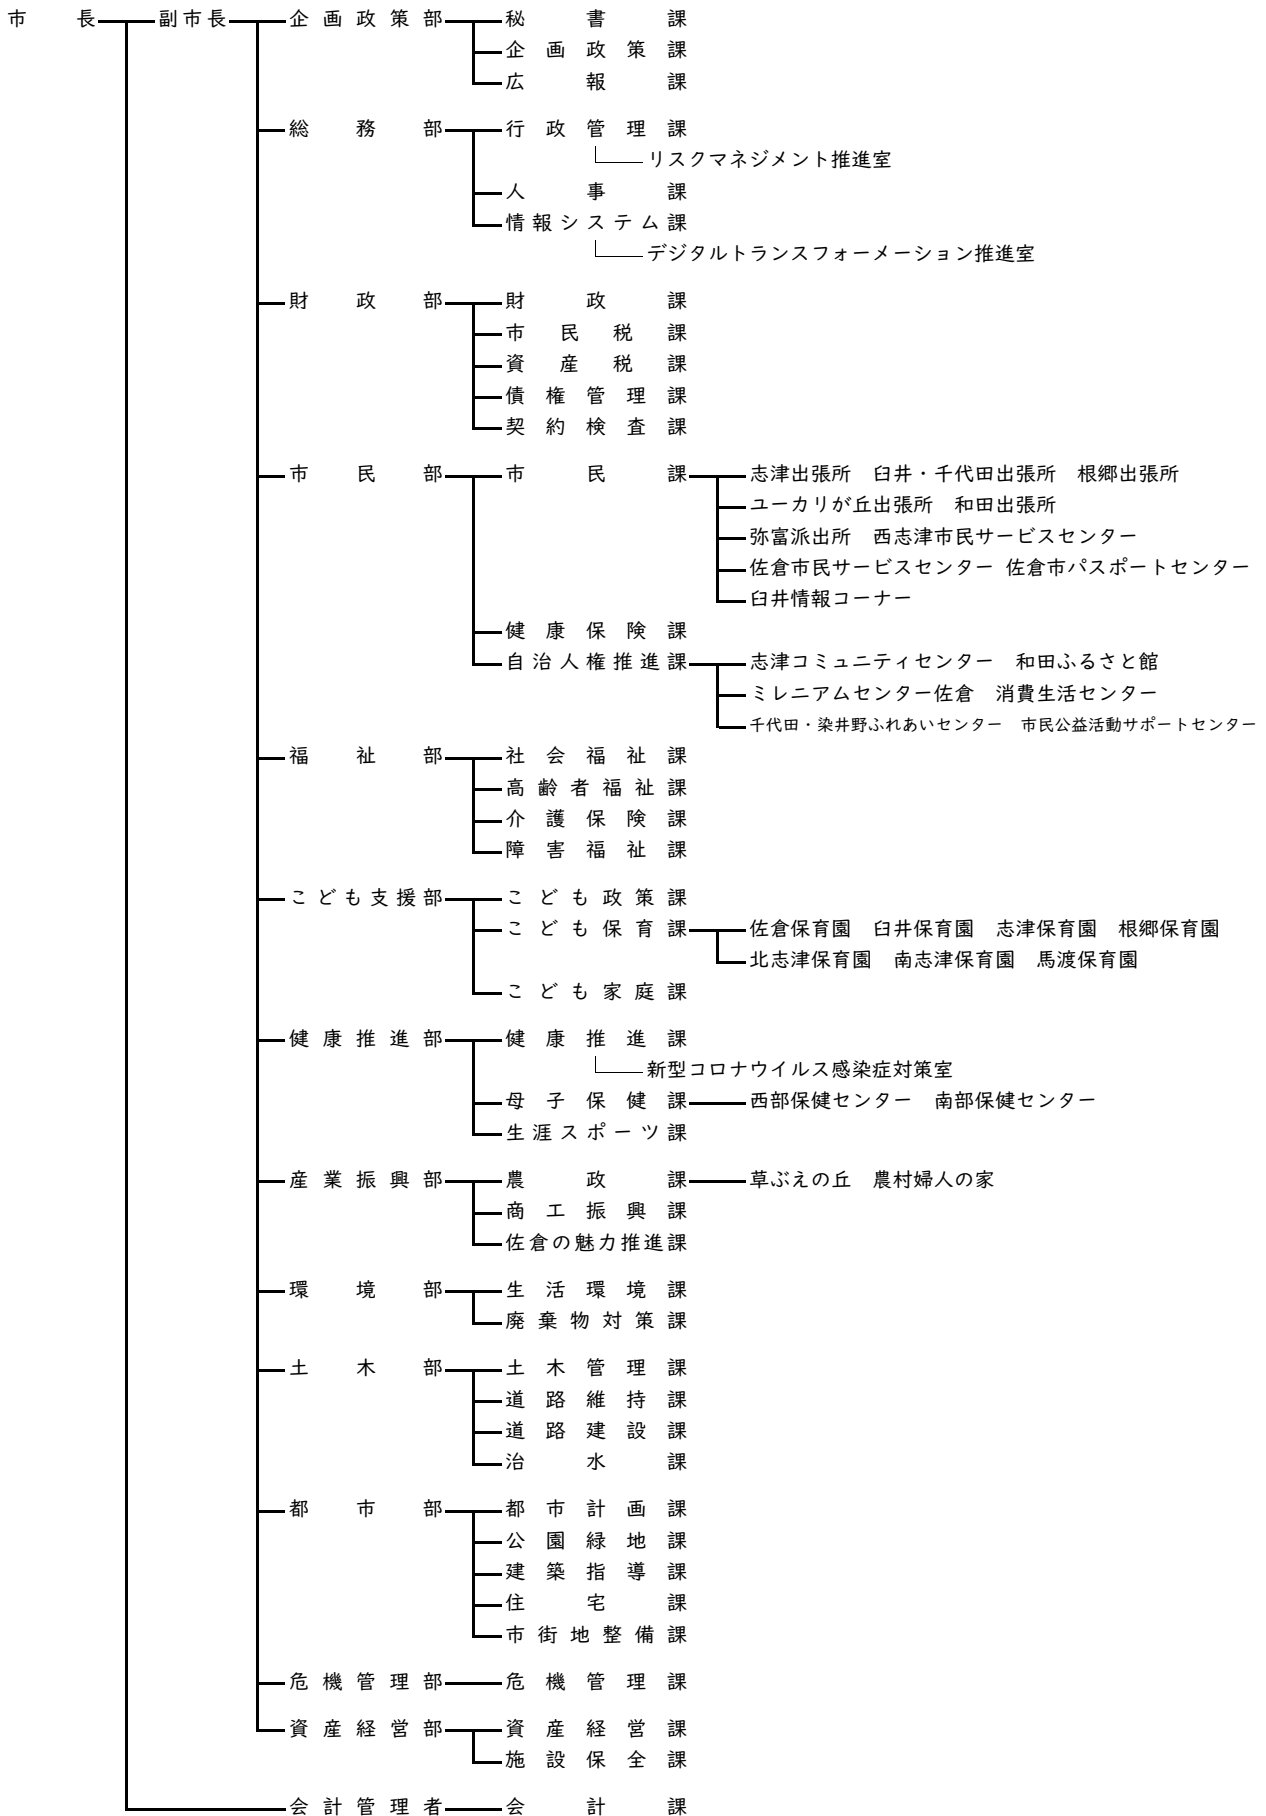 市長 副市長 企画政策部 秘書課
企画政策課
広報課
総務部 行政管理課
リスクマネジメント推進室
人事課
情報システム課
デジタルトランスフォーメーション推進室
財政部 財政課
市民税課
資産税課
債権管理課
契約検査課
市民部 市民課 志津出張所 臼井・千代田出張所 根郷出張所
ユーカリが丘出張所 和田出張所
弥富派出所 西志津市民サービスセンター
佐倉市民サービスセンター 佐倉市パスポートセンター
臼井情報コーナー
健康保険課
自治人権推進課 志津コミュニティセンター 和田ふるさと館
ミレニアムセンター佐倉 消費生活センター
千代田・染井野ふれあいセンター 市民公益活動サポートセンター
福祉部 社会福祉課
高齢者福祉課
介護保険課
障害福祉課
こども支援部 こども政策課
こども保育課 佐倉保育園 臼井保育園 志津保育園 根郷保育園
北志津保育園 南志津保育園 馬渡保育園
こども家庭課
健康推進部 健康推進課
新型コロナウイルス感染症対策室
母子保健課 西部保健センター 南部保健センター
生涯スポーツ課
産業振興部 農政課 草ぶえの丘 農村婦人の家
商工振興課
佐倉の魅力推進課
環境部 生活環境課
廃棄物対策課
土木部 土木管理課
道路維持課
道路建設課
治水課
都市部 都市計画課
公園緑地課
建築指導課
住宅課
市街地整備課
危機管理部 危機管理課
資産経営部 資産経営課
施設保全課
会計管理者 会計課